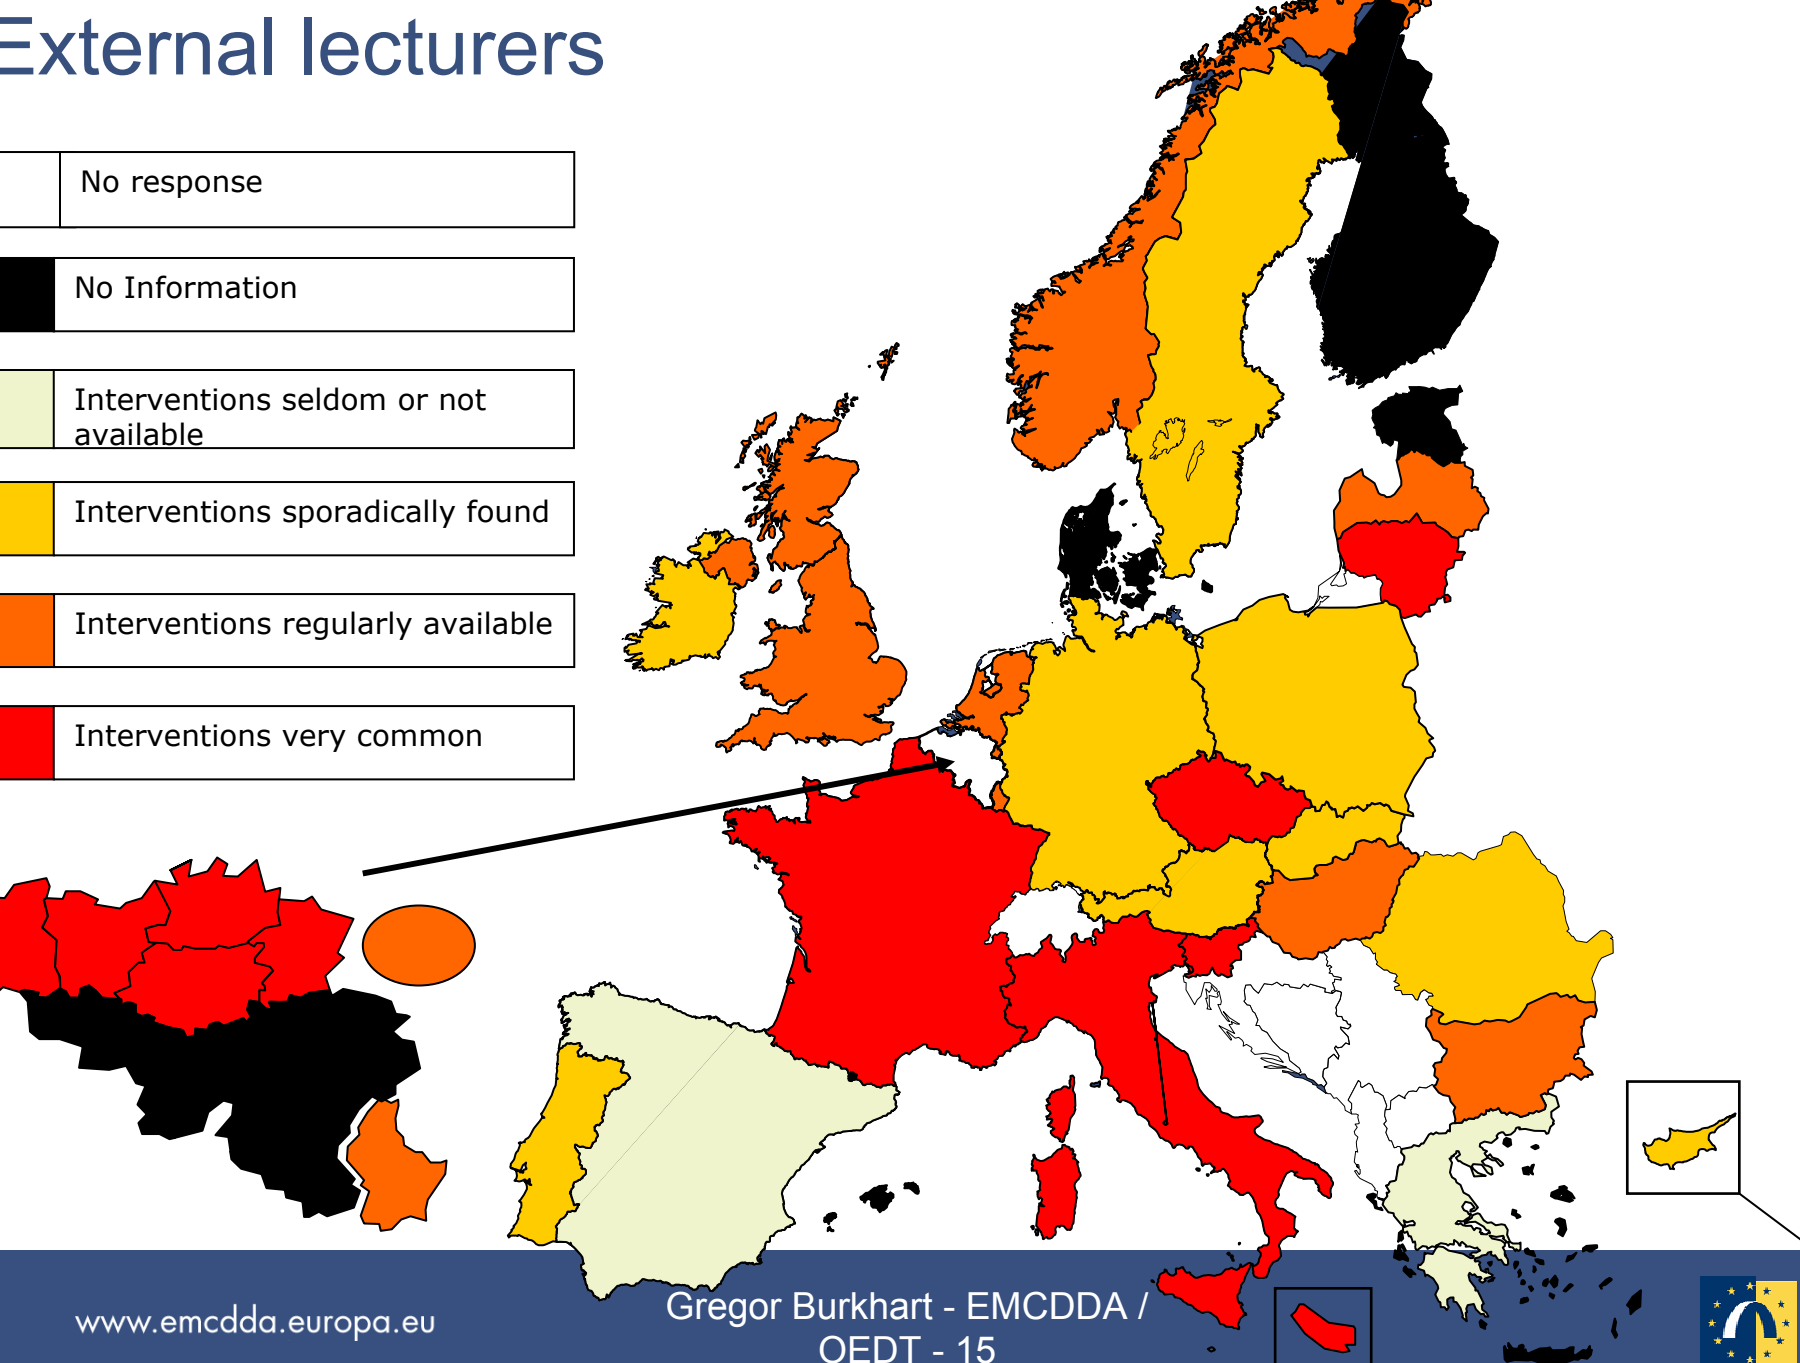 External lecturers
No response
No Information
Interventions seldom or not
available
Interventions sporadically found
Interventions regularly available
Interventions very common
www.emcdda.europa.eu
Gregor Burkhart - EMCDDA /
OEDT - 15